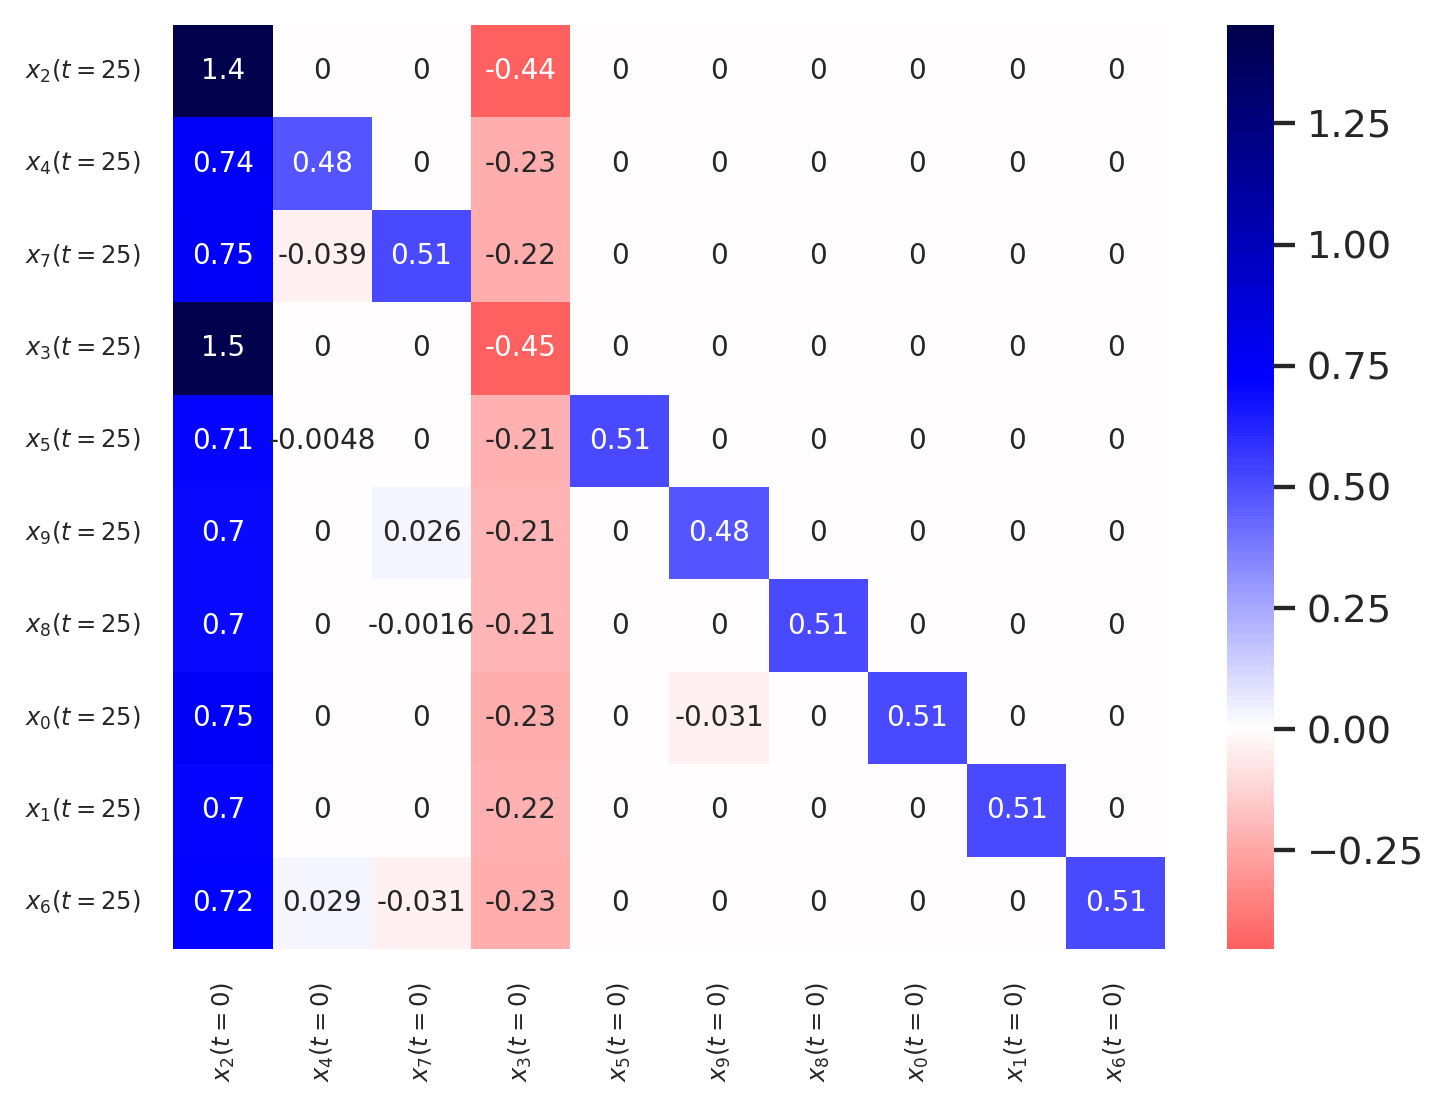 x₂(t = 25) 1.4 0 0 -0.44 0 0 0 0 0 0
x₄(t = 25) 0.74 0.48 0 -0.23 0 0 0 0 0 0
x₇(t = 25) 0.75 -0.039 0.51 -0.22 0 0 0 0 0 0
x₃(t = 25) 1.5 0 0 -0.45 0 0 0 0 0 0
x₅(t = 25) 0.71 -0.0048 0 -0.21 0.51 0 0 0 0 0
x₉(t = 25) 0.7 0 0.026 -0.21 0 0.48 0 0 0 0
x₈(t = 25) 0.7 0 -0.0016 -0.21 0 0 0.51 0 0 0
x₀(t = 25) 0.75 0 0 -0.23 0 -0.031 0 0.51 0 0
x₁(t = 25) 0.7 0 0 -0.22 0 0 0 0 0.51 0
x₆(t = 25) 0.72 0.029 -0.031 -0.23 0 0 0 0 0 0.51
x₂(t = 0) x₄(t = 0) x₇(t = 0) x₃(t = 0) x₅(t = 0) x₉(t = 0) x₈(t = 0) x₀(t = 0) x₁(t = 0) x₆(t = 0)
1.25
1.00
0.75
0.50
0.25
0.00
−0.25